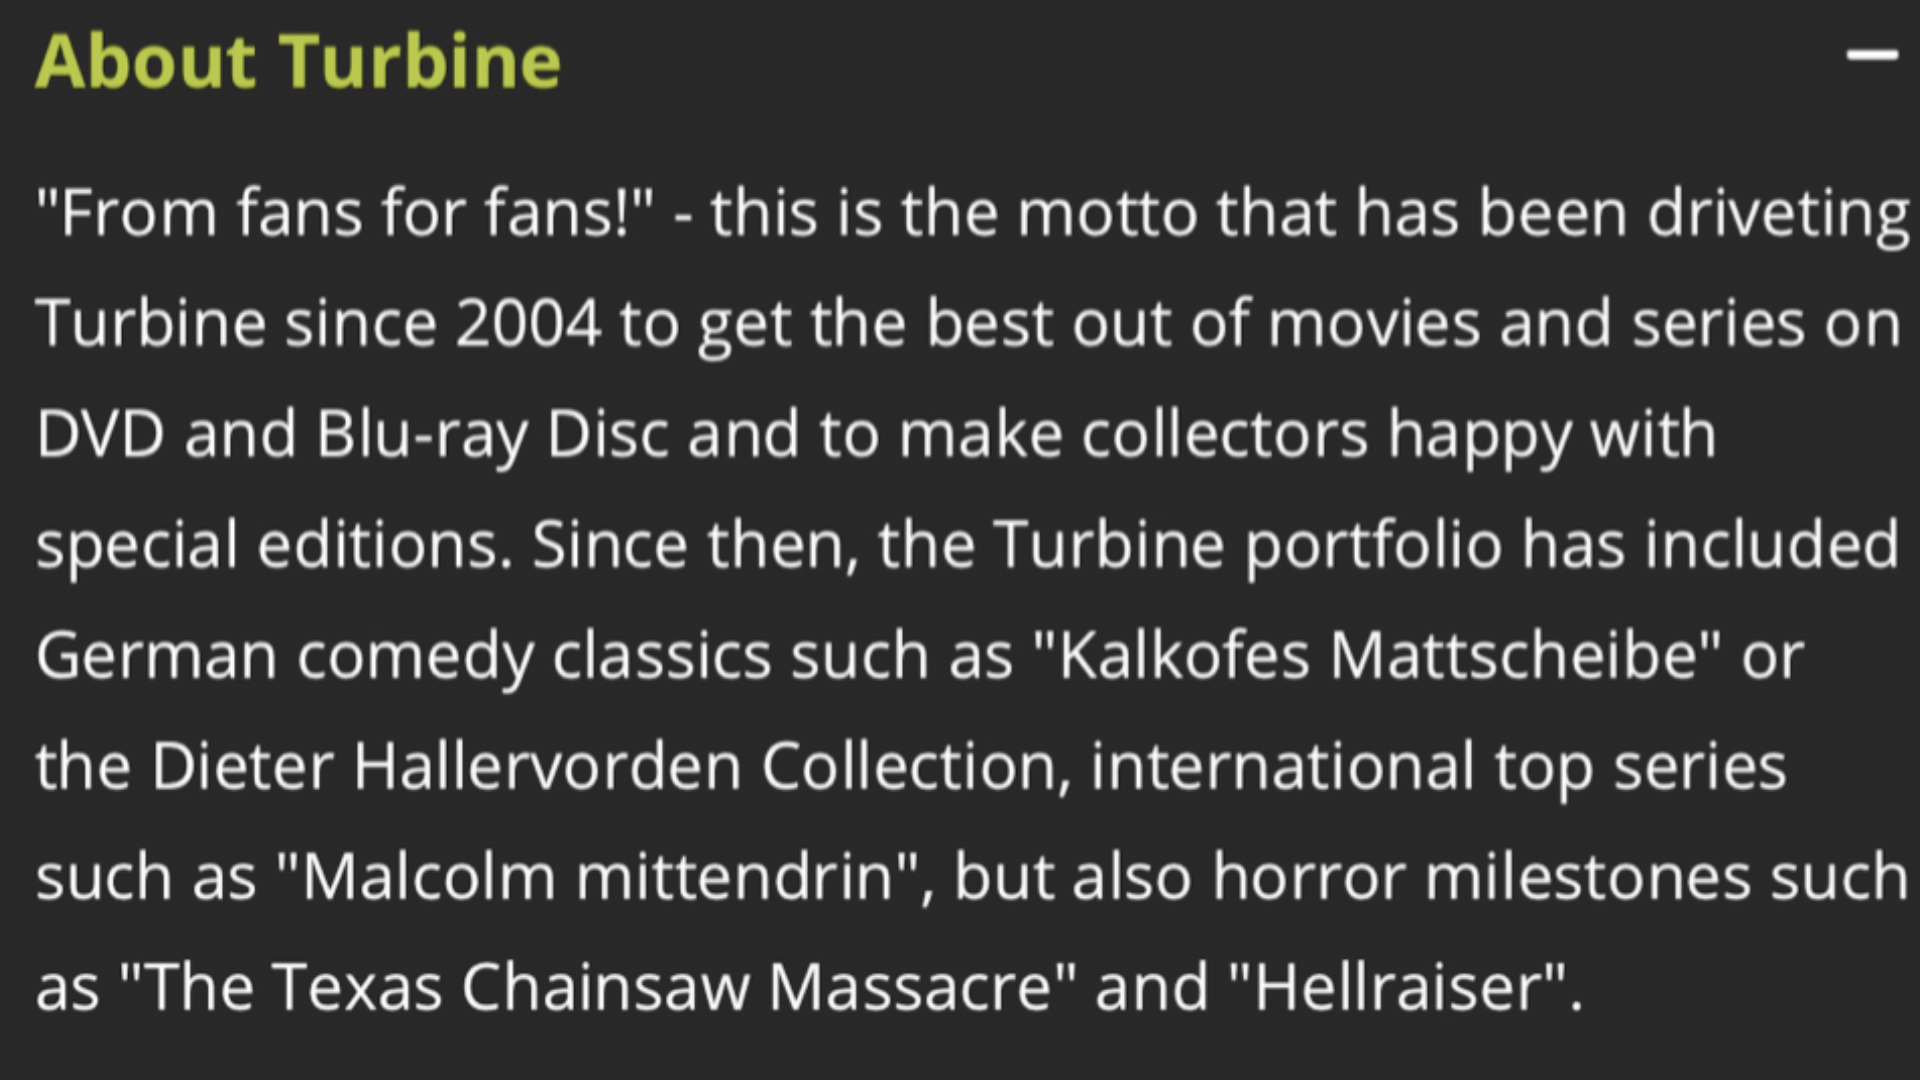 About Turbine
"From fans for fans!" - this is the motto that has been driveting
Turbine since 2004 to get the best out of movies and series on
DVD and Blu-ray Disc and to make collectors happy with
special editions. Since then, the Turbine portfolio has included
German comedy classics such as "Kalkofes Mattscheibe" or
the Dieter Hallervorden Collection, international top series
such as "Malcolm mittendrin", but also horror milestones such
as "The Texas Chainsaw Massacre" and "Hellraiser".